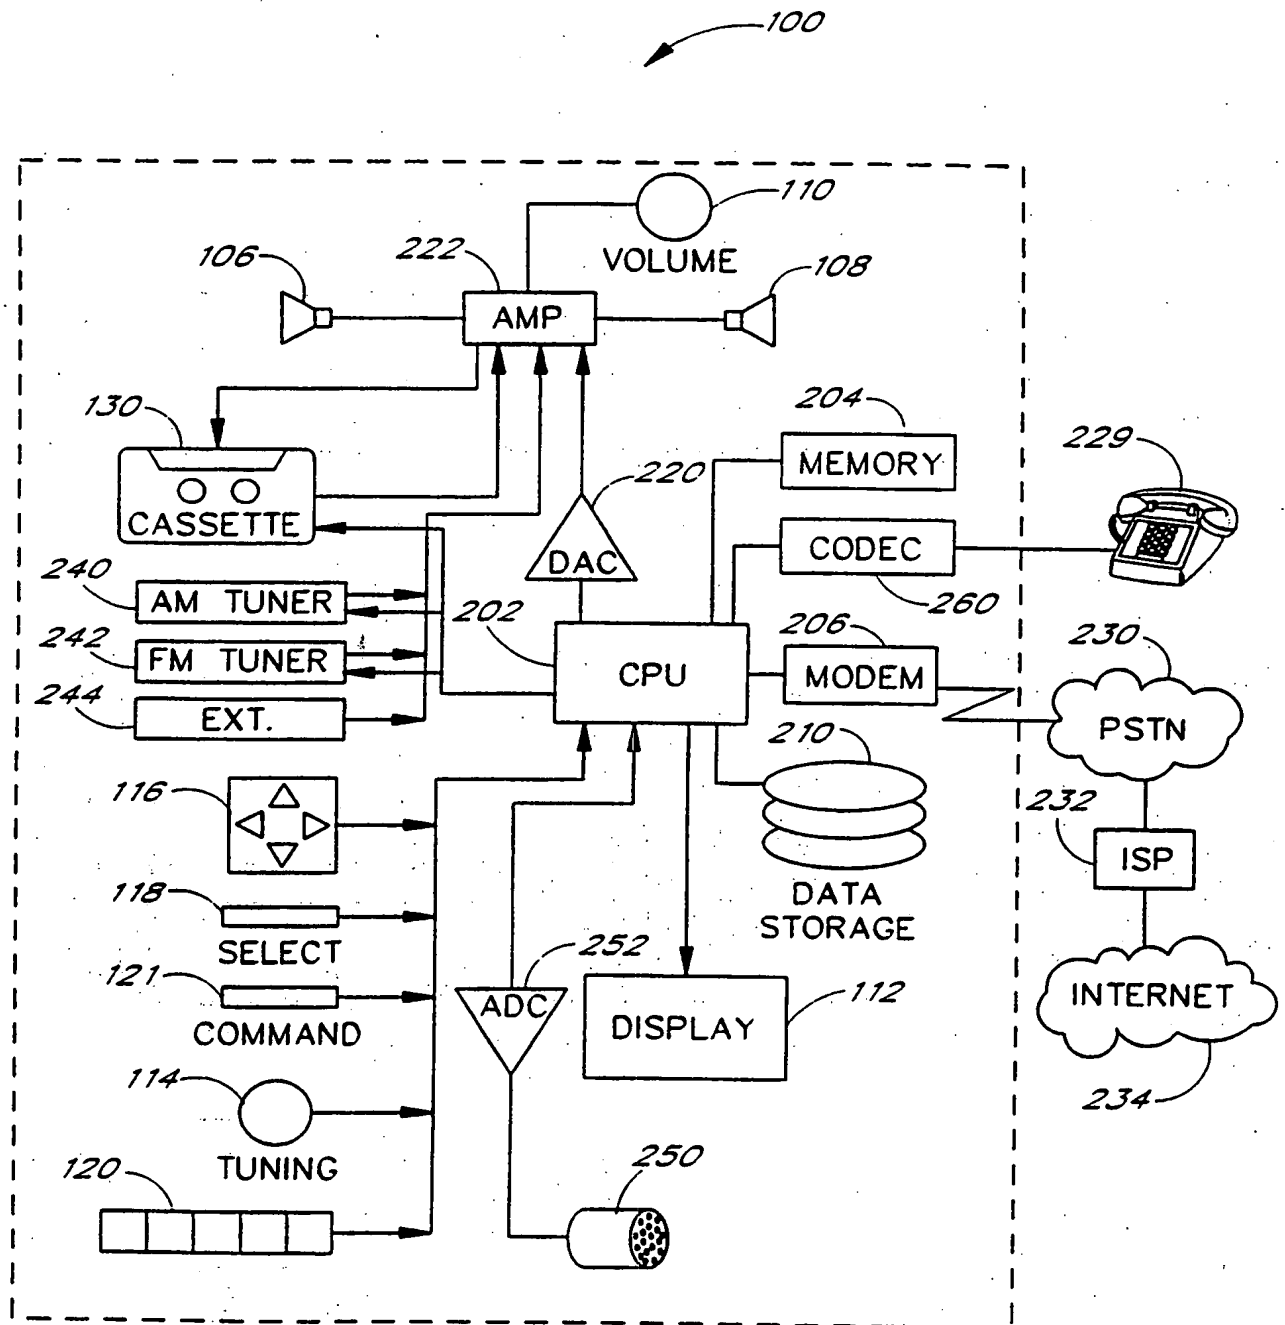 100
110
VOLUME
106
222
108
AMP
130
204
MEMORY
229
CASSETTE
220
DAC
CODEC
260
240
AM TUNER
202
206
230
242
FM TUNER
CPU
MODEM
PSTN
244
EXT.
210
116
232
ISP
118
SELECT
DATA
STORAGE
121
COMMAND
252
ADC
DISPLAY
112
INTERNET
234
114
TUNING
120
250